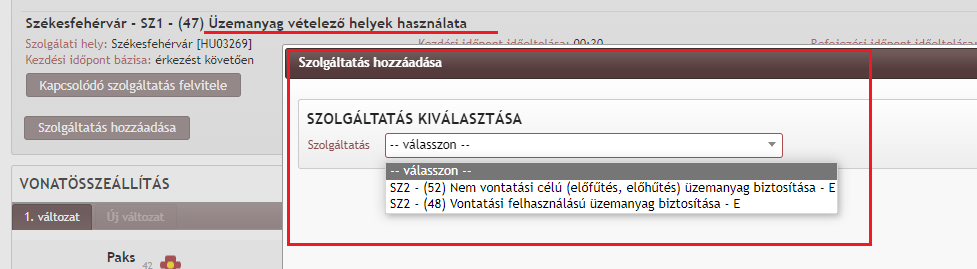 Székesfehérvár - SZ1 - (47) Üzemanyag vételező helyek használata
Szolgálati hely: Székesfehérvár [HU03269]
Kezdési időpont időeltolása: 00:20
Befejezési időpont időeltolása:
Kezdési időpont bázisa: érkezést követően
Kapcsolódó szolgáltatás felvitele
Szolgáltatás hozzáadása
Szolgáltatás hozzáadása
SZOLGÁLTATÁS KIVÁLASZTÁSA
Szolgáltatás
-- válasszon --
-- válasszon --
SZ2 - (52) Nem vontatási célú (előfűtés, előhűtés) üzemanyag biztosítása - E
SZ2 - (48) Vontatási felhasználású üzemanyag biztosítása - E
VONATÖSSZEÁLLÍTÁS
1. változat
Új változat
Paks
42